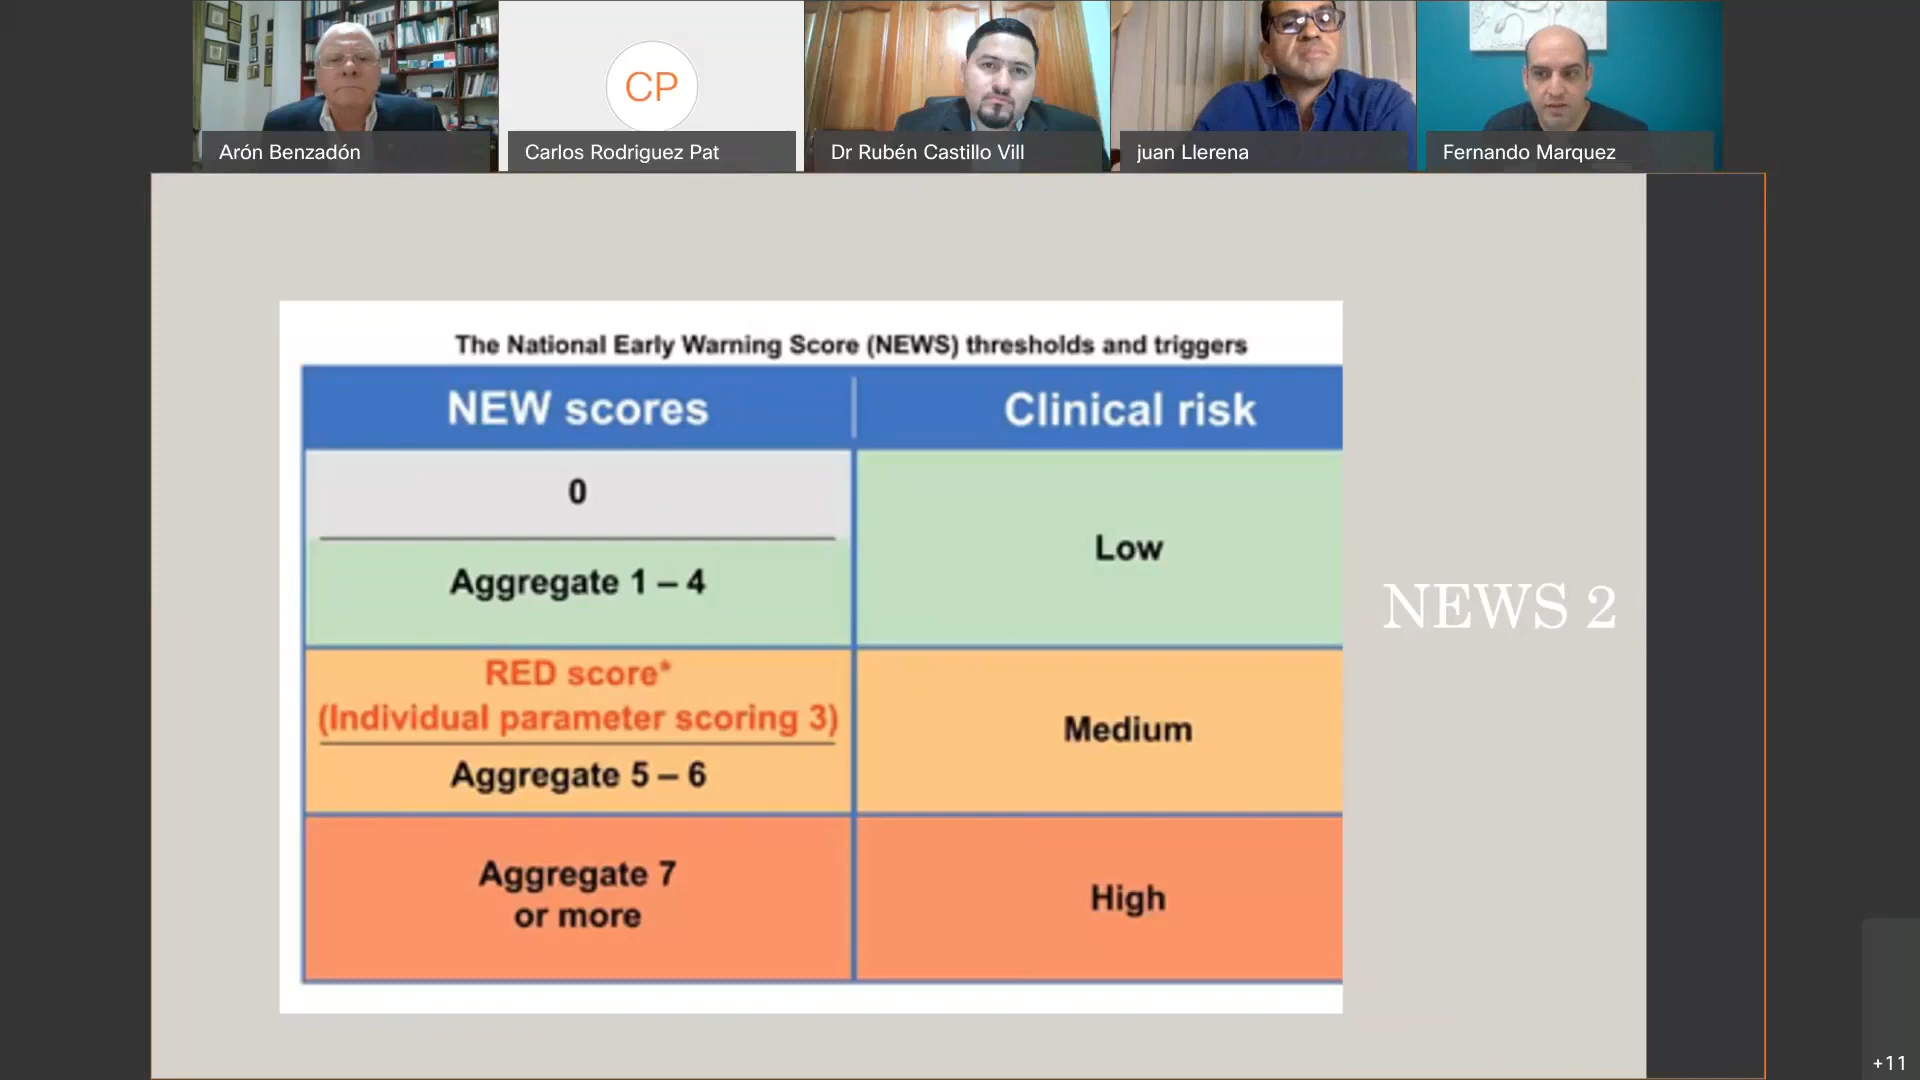 CP
Arón Benzadón
Carlos Rodriguez Pat
Dr Rubén Castillo Vill
juan Llerena
Fernando Marquez
The National Early Warning Score (NEWS) thresholds and triggers
NEW scores
Clinical risk
0
Aggregate 1 – 4
Low
RED score*
(Individual parameter scoring 3)
Aggregate 5 – 6
Medium
Aggregate 7
or more
High
NEWS 2
+11